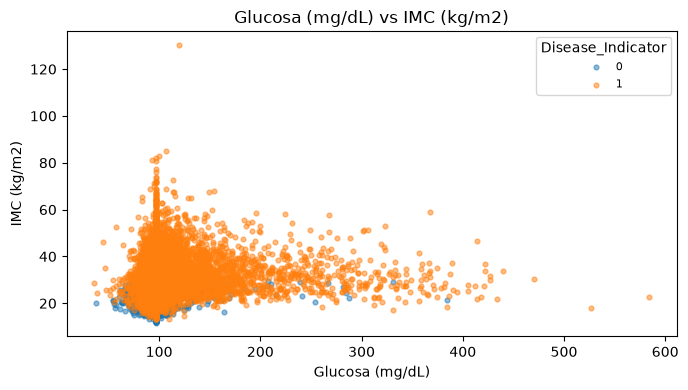 Glucosa (mg/dL) vs IMC (kg/m2)
Disease_Indicator
0
1
IMC (kg/m2)
120
100
80
60
40
20
100 200 300 400 500 600
Glucosa (mg/dL)